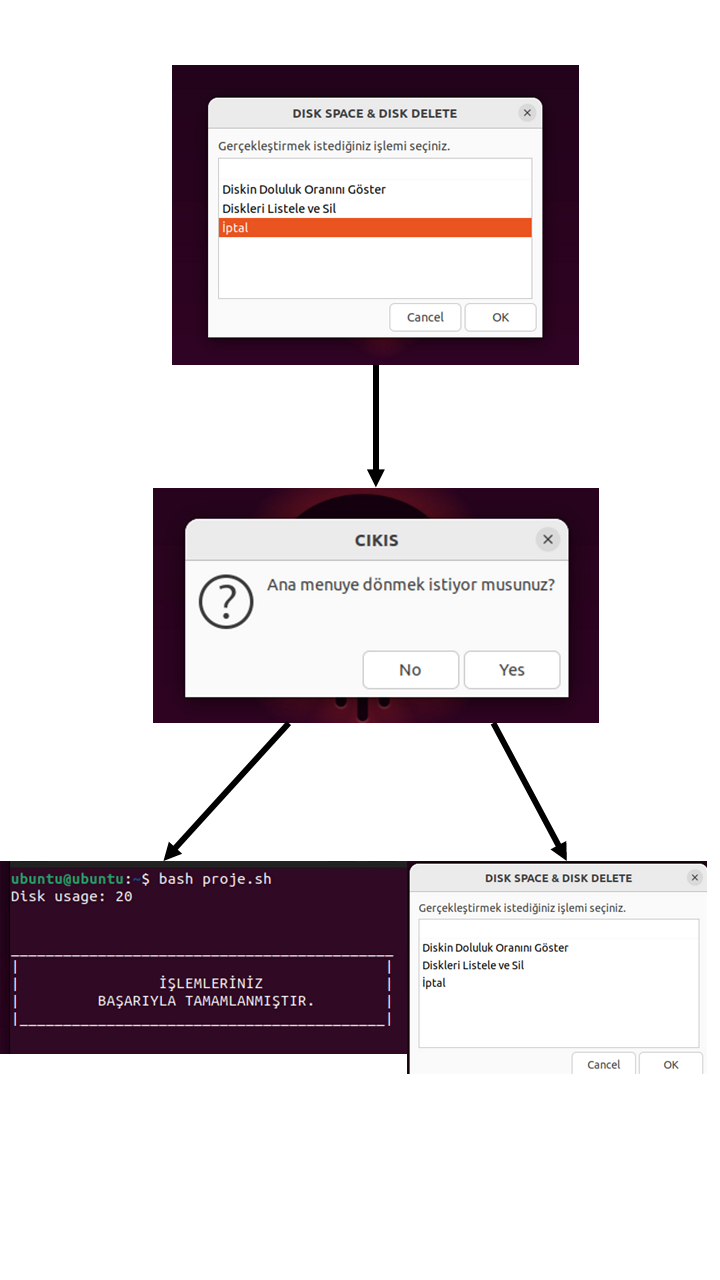 DISK SPACE & DISK DELETE
Gerçekleştirmek istediğiniz işlemi seçiniz.
Diskin Doluluk Oranını Göster
Diskleri Listele ve Sil
İptal
Cancel
OK
CIKIS
Ana menuye dönmek istiyor musunuz?
No
Yes
ubuntu@ubuntu:~$ bash proje.sh
Disk usage: 20
İŞLEMLERİNİZ
BAŞARIYLA TAMAMLANMIŞTIR.
DISK SPACE & DISK DELETE
Gerçekleştirmek istediğiniz işlemi seçiniz.
Diskin Doluluk Oranını Göster
Diskleri Listele ve Sil
İptal
Cancel
OK